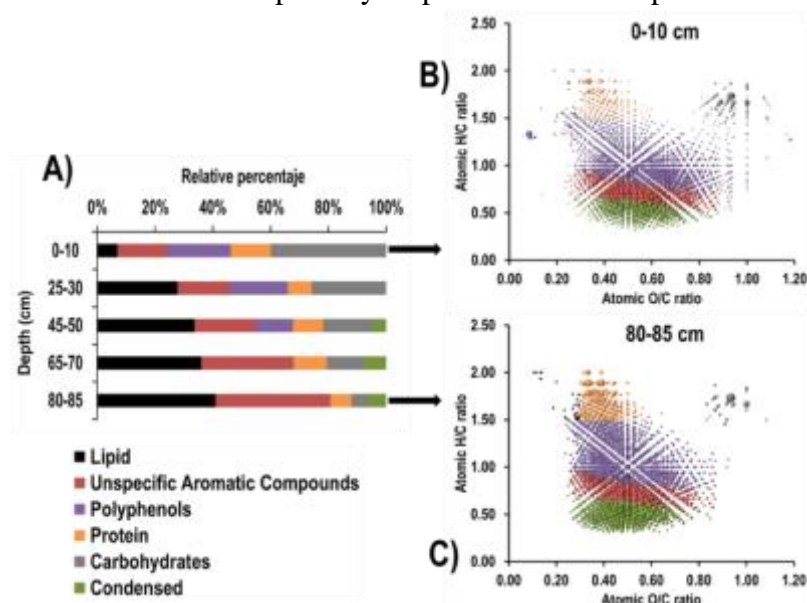 A)
Relative percentaje
0% 20% 40% 60% 80% 100%
Depth (cm)
0-10
25-30
45-50
65-70
80-85
Lipid
Unspecific Aromatic Compounds
Polyphenols
Protein
Carbohydrates
Condensed
B)
0-10 cm
Atomic H/C ratio
2.50
2.00
1.50
1.00
0.50
0.00
0.00 0.20 0.40 0.60 0.80 1.00 1.20
Atomic O/C ratio
80-85 cm
Atomic H/C ratio
2.50
2.00
1.50
1.00
0.50
0.00
C)
0.00 0.20 0.40 0.60 0.80 1.00 1.20
Atomic O/C ratio